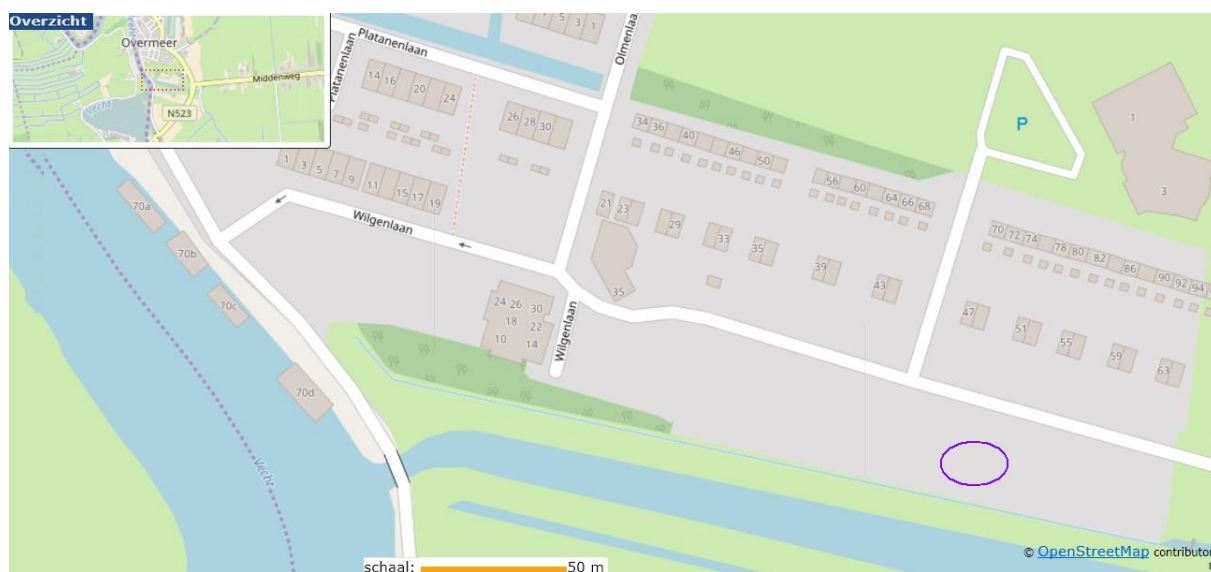 Overzicht
Overmeer
Middenweg
N523
Vecht
7 5 3 1
Olmenlaa
Platanenlaan
Platanenlaan
14 16 20 24
26 28 30
34 36 40 46 50
56 60 64 66 68
1
P
3
1 3 5 7 9 11 15 17 19
21 23 29 33 35 39 43
70 72 74 78 80 82 86 90 92 94
70a
Wilgenlaan
70b
70c
35
24 26 30
18 22
10 14
Wilgenlaan
47 51 55 59 63
70d
Vecht
© OpenStreetMap contributor
schaal: 50 m